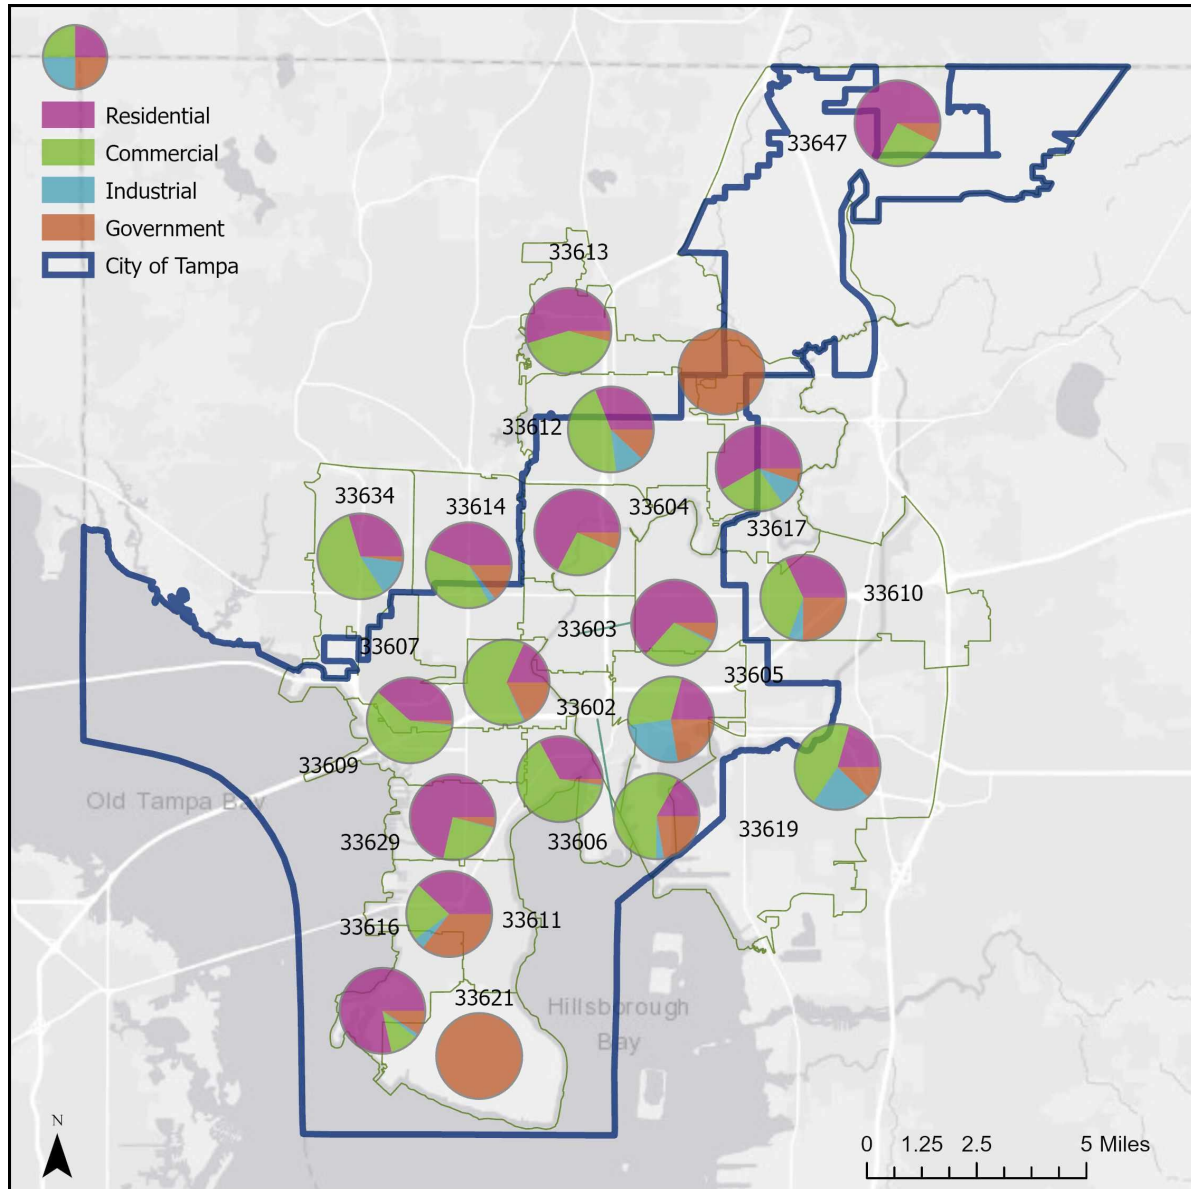 Residential
Commercial
Industrial
Government
City of Tampa
33647
33613
33612
33634
33614
33604
33617
33610
33603
33607
33605
33602
33609
Old Tampa Bay
33629
33606
33619
33616
33611
33621
Hillsborough
Bay
N
0 1.25 2.5 5 Miles